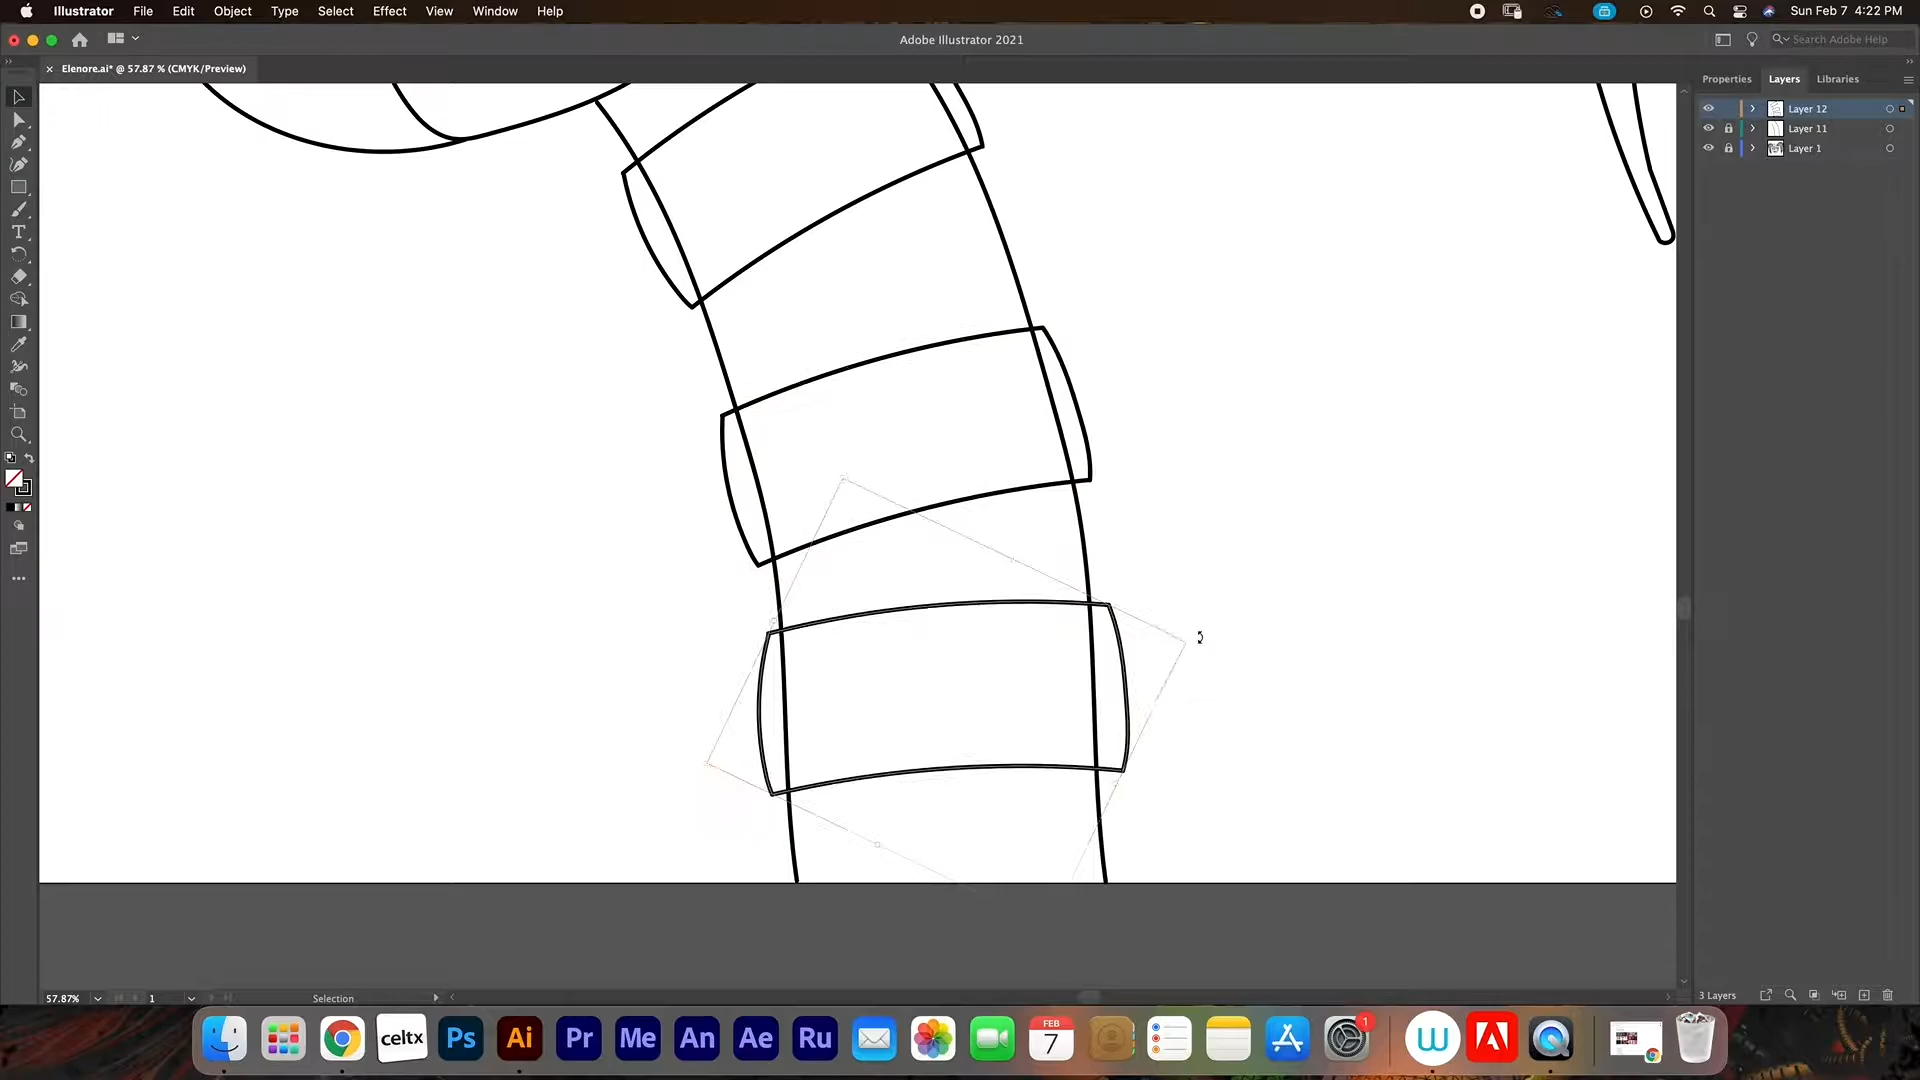 Illustrator File Edit Type Object Select Effect View Window Help Sun Feb 7 4:22 PM
Adobe Illustrator 2021 Search Adobe Help
× Elenore.ai* @ 57.87 % (CMYK/Preview)
Properties Layers Libraries
Layer 12
Layer 11
Layer 1
T
57.87% 1 Selection
3 Layers
celtx Ps Ai Pr Me An Ae Ru FEB 7 1